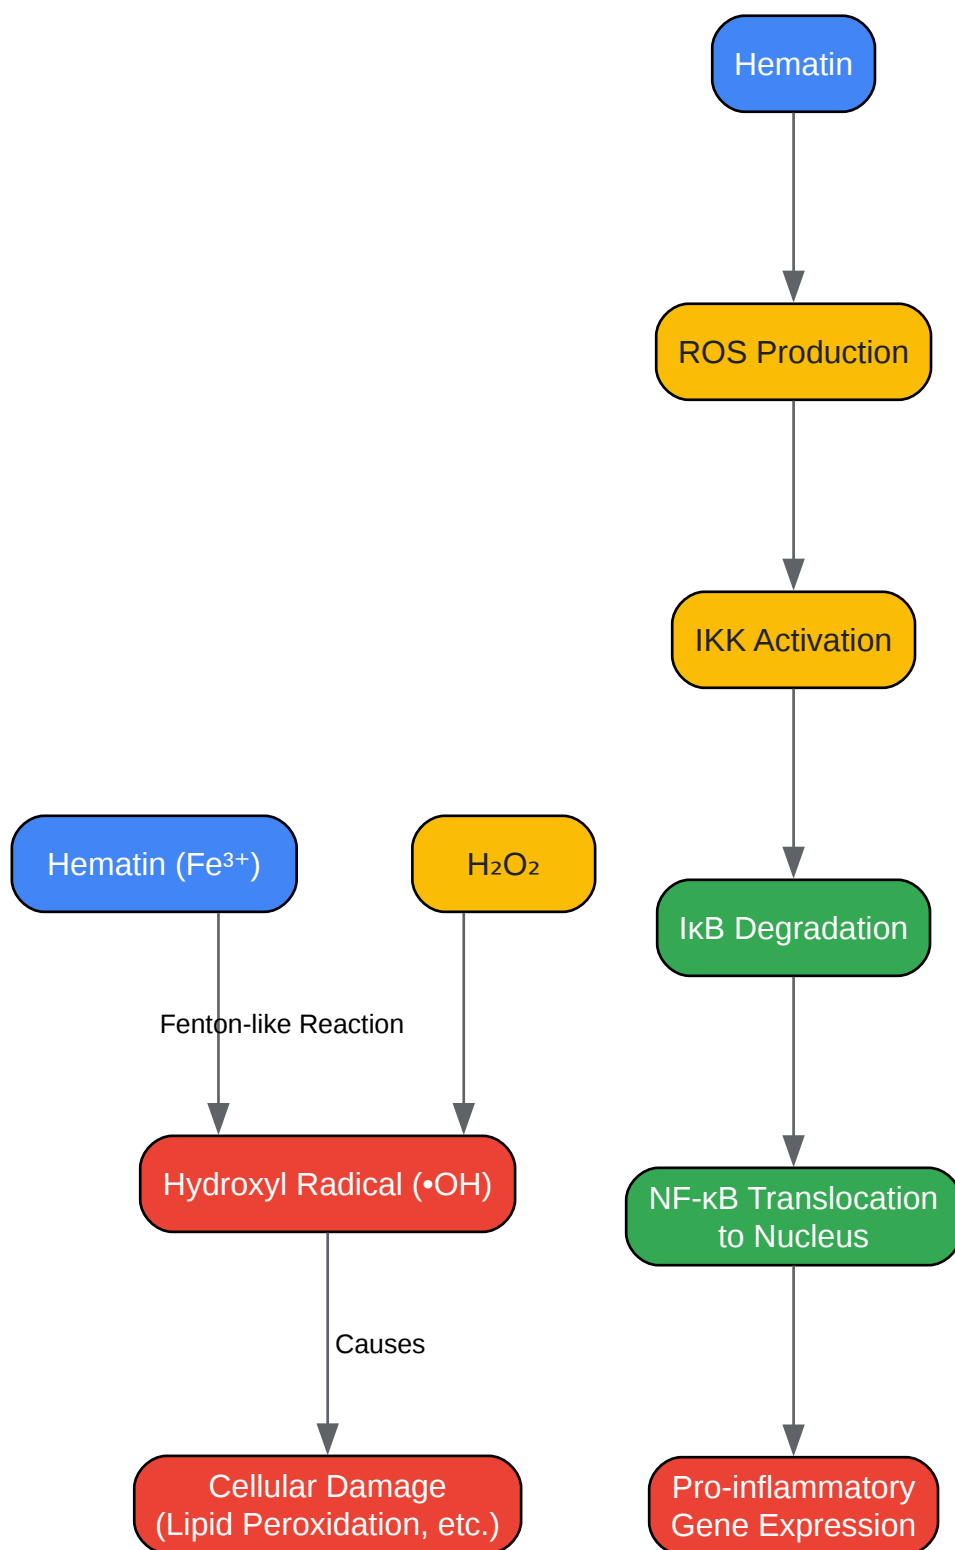 Hematin
ROS Production
IKK Activation
Hematin (Fe³⁺)
H₂O₂
IκB Degradation
Fenton-like Reaction
Hydroxyl Radical (•OH)
NF-κB Translocation
to Nucleus
Causes
Cellular Damage
(Lipid Peroxidation, etc.)
Pro-inflammatory
Gene Expression